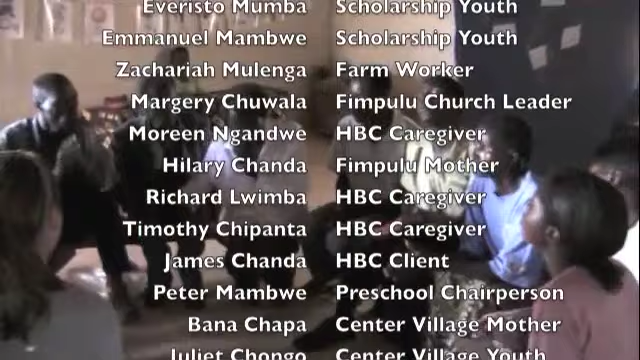 Everisto Mumba Scholarship Youth
Emmanuel Mambwe Scholarship Youth
Zachariah Mulenga Farm Worker
Margery Chuwala Fimpulu Church Leader
Moreen Ngandwe HBC Caregiver
Hilary Chanda Fimpulu Mother
Richard Lwimba HBC Caregiver
Timothy Chipanta HBC Caregiver
James Chanda HBC Client
Peter Mambwe Preschool Chairperson
Bana Chapa Center Village Mother
Juliet Chongo Center Village Youth